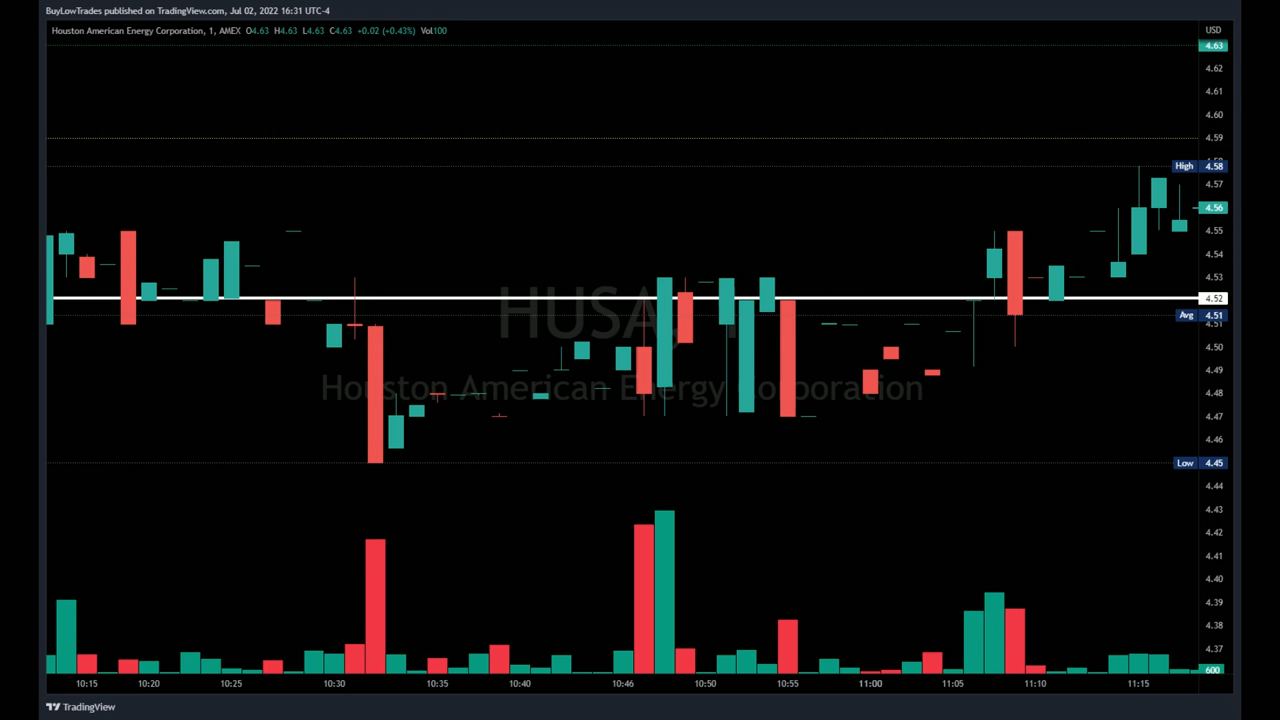 BuyLowTrades published on TradingView.com, Jul 02, 2022 16:31 UTC-4
Houston American Energy Corporation, 1, AMEX O4.63 H4.63 L4.63 C4.63 +0.02 (+0.43%) Vol100
USD
4.63
4.62
4.61
4.60
4.59
High 4.58
4.57
4.56
4.55
4.54
4.53
4.52
Avg 4.51
4.51
4.50
4.49
4.48
4.47
4.46
Low 4.45
4.44
4.43
4.42
4.41
4.40
4.39
4.38
4.37
600
HUSA, 1
Houston American Energy Corporation
10:15 10:20 10:25 10:30 10:35 10:40 10:46 10:50 10:55 11:00 11:05 11:10 11:15
TradingView